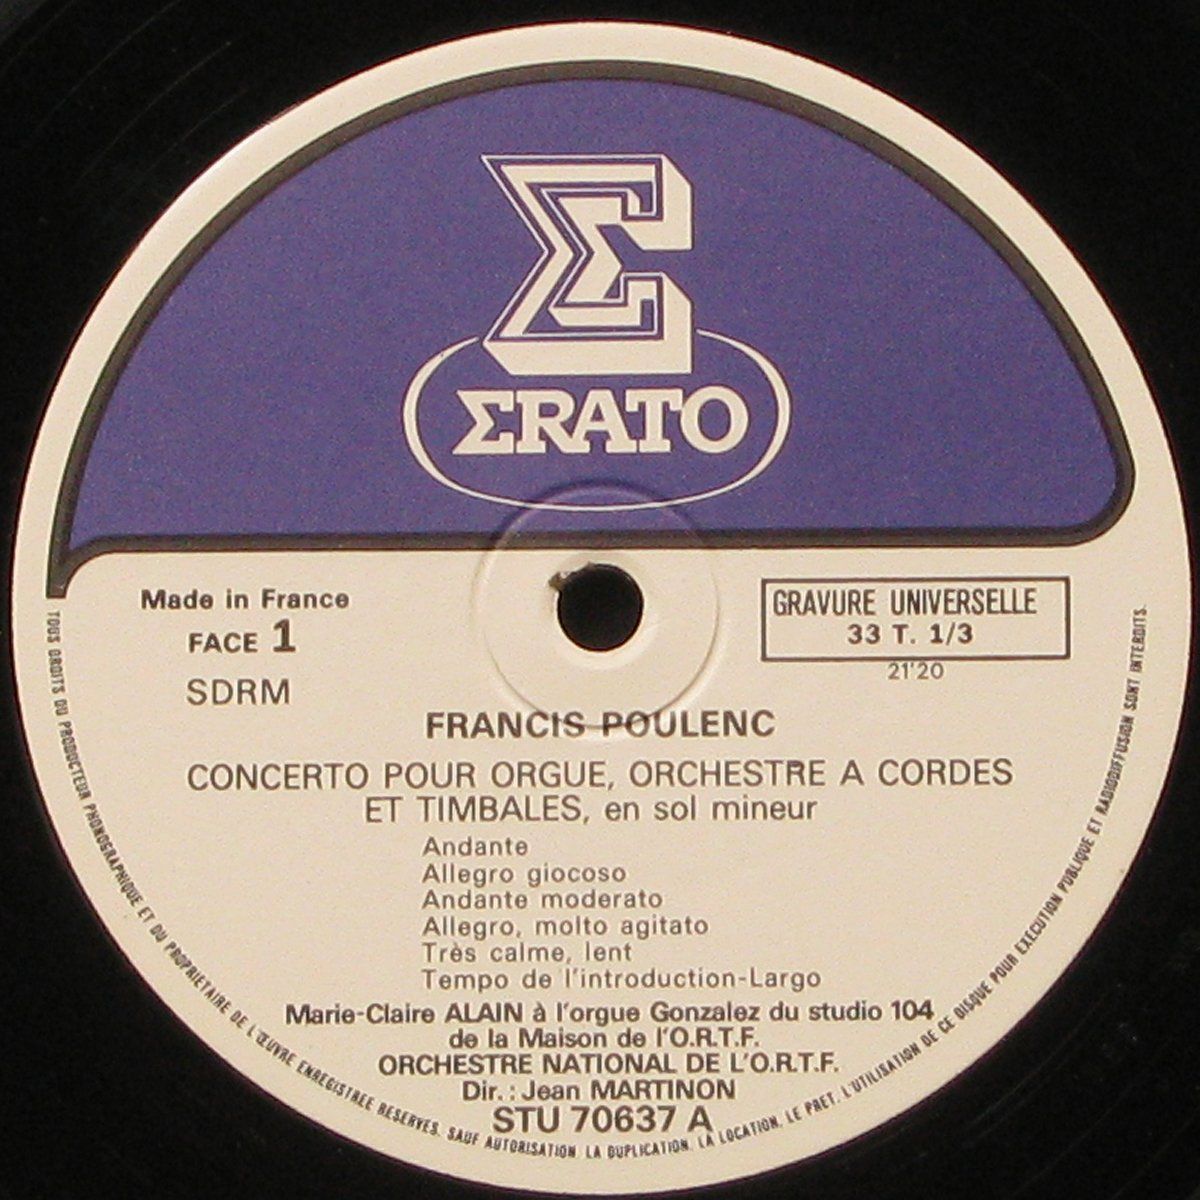 ΣRATO
Made in France
FACE 1
SDRM
GRAVURE UNIVERSELLE
33 T. 1/3
21'20
FRANCIS POULENC
CONCERTO POUR ORGUE, ORCHESTRE A CORDES
ET TIMBALES, en sol mineur
Andante
Allegro giocoso
Andante moderato
Allegro, molto agitato
Très calme, lent
Tempo de l'introduction-Largo
Marie-Claire ALAIN à l'orgue Gonzalez du studio 104
de la Maison de l'O.R.T.F.
ORCHESTRE NATIONAL DE L'O.R.T.F.
Dir. : Jean MARTINON
STU 70637 A
TOUS DROITS DU PRODUCTEUR PHONOGRAPHIQUE ET DU PROPRIETAIRE DE L'ŒUVRE ENREGISTREE RESERVES. SAUF AUTORISATION LA DUPLICATION. LA LOCATION. LE PRET. L'UTILISATION DE CE DISQUE POUR EXECUTION PUBLIQUE ET RADIODIFFUSION SONT INTERDITS.